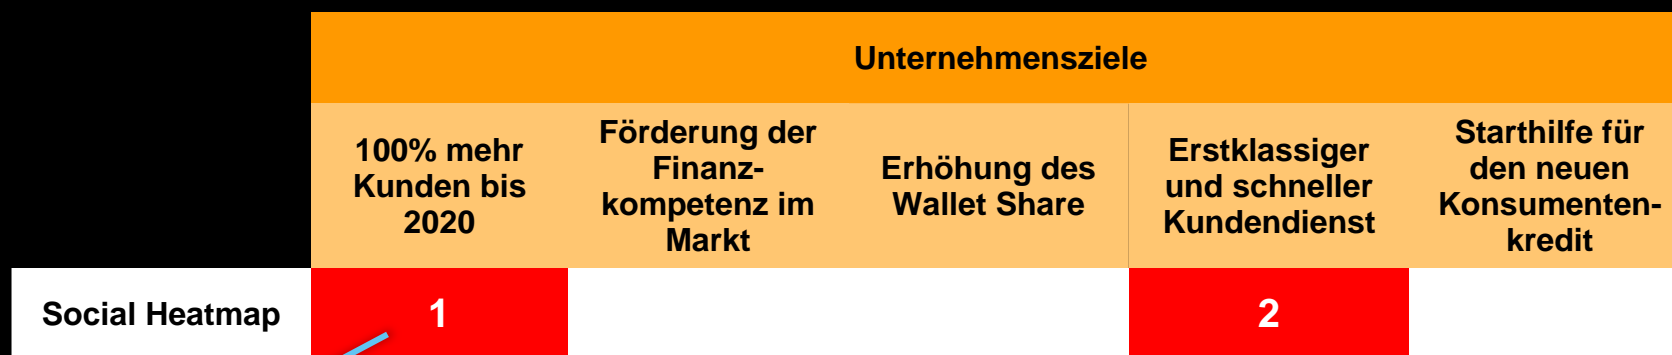 Unternehmensziele
100% mehr
Kunden bis
2020
Förderung der
Finanz-
kompetenz im
Markt
Erhöhung des
Wallet Share
Erstklassiger
und schneller
Kundendienst
Starthilfe für
den neuen
Konsumenten-
kredit
Social Heatmap
1
2